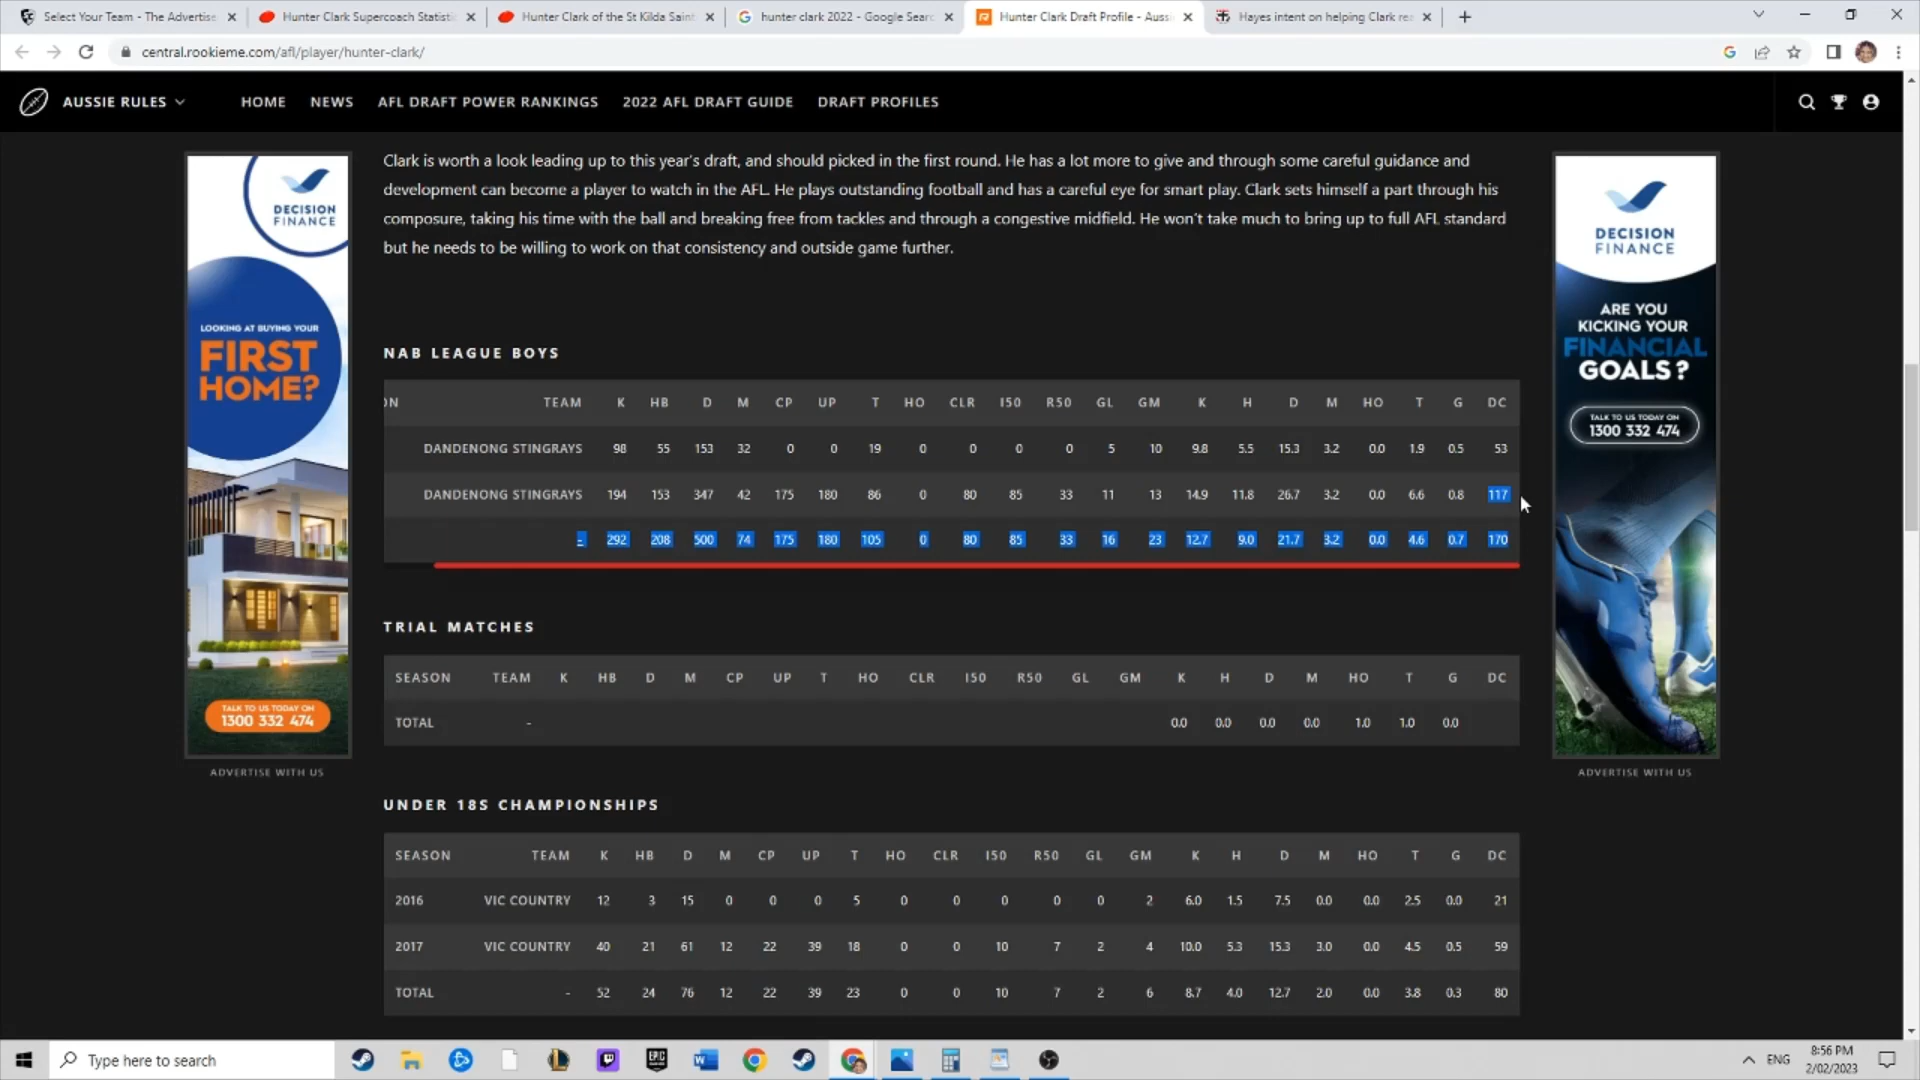 Select Your Team - The Advertise
Hunter Clark Supercoach Statisti
Hunter Clark of the St Kilda Saint
hunter clark 2022 - Google Sear
Hunter Clark Draft Profile - Auss
Hayes intent on helping Clark re
central.rookieme.com/afl/player/hunter-clark/
AUSSIE RULES HOME NEWS AFL DRAFT POWER RANKINGS 2022 AFL DRAFT GUIDE DRAFT PROFILES
Clark is worth a look leading up to this year's draft, and should picked in the first round. He has a lot more to give and through some careful guidance and
development can become a player to watch in the AFL. He plays outstanding football and has a careful eye for smart play. Clark sets himself a part through his
composure, taking his time with the ball and breaking free from tackles and through a congestive midfield. He won't take much to bring up to full AFL standard
but he needs to be willing to work on that consistency and outside game further.
DECISION
FINANCE
LOOKING AT BUYING YOUR
FIRST
HOME?
TALK TO US TODAY ON
1300 332 474
ADVERTISE WITH US
NAB LEAGUE BOYS
ON TEAM K HB D M CP UP T HO CLR I50 R50 GL GM K H D M HO T G DC
DANDENONG STINGRAYS 98 55 153 32 0 0 19 0 0 0 0 5 10 9.8 5.5 15.3 3.2 0.0 1.9 0.5 53
DANDENONG STINGRAYS 194 153 347 42 175 180 86 0 80 85 33 11 13 14.9 11.8 26.7 3.2 0.0 6.6 0.8 117
- 292 208 500 74 175 180 105 0 80 85 33 16 23 12.7 9.0 21.7 3.2 0.0 4.6 0.7 170
TRIAL MATCHES
SEASON TEAM K HB D M CP UP T HO CLR I50 R50 GL GM K H D M HO T G DC
TOTAL - 0.0 0.0 0.0 0.0 1.0 1.0 0.0
UNDER 18S CHAMPIONSHIPS
SEASON TEAM K HB D M CP UP T HO CLR I50 R50 GL GM K H D M HO T G DC
2016 VIC COUNTRY 12 3 15 0 0 0 5 0 0 0 0 0 2 6.0 1.5 7.5 0.0 0.0 2.5 0.0 21
2017 VIC COUNTRY 40 21 61 12 22 39 18 0 0 10 7 2 4 10.0 5.3 15.3 3.0 0.0 4.5 0.5 59
TOTAL - 52 24 76 12 22 39 23 0 0 10 7 2 6 8.7 4.0 12.7 2.0 0.0 3.8 0.3 80
DECISION
FINANCE
ARE YOU
KICKING YOUR
FINANCIAL
GOALS?
TALK TO US TODAY ON
1300 332 474
ADVERTISE WITH US
Type here to search
EPIC
ENG
8:56 PM
2/02/2023